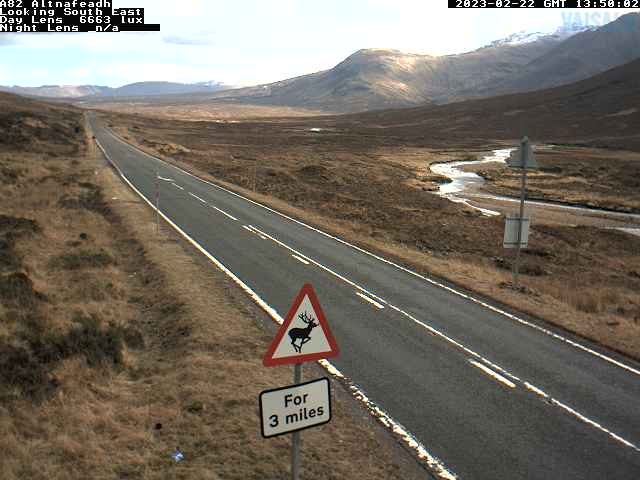 A82 Altnafeadh
2023-02-22 GMT 13:50:02
Looking South East
VAISALA
Day Lens 6663 lux
Night Lens n/a
For
3 miles